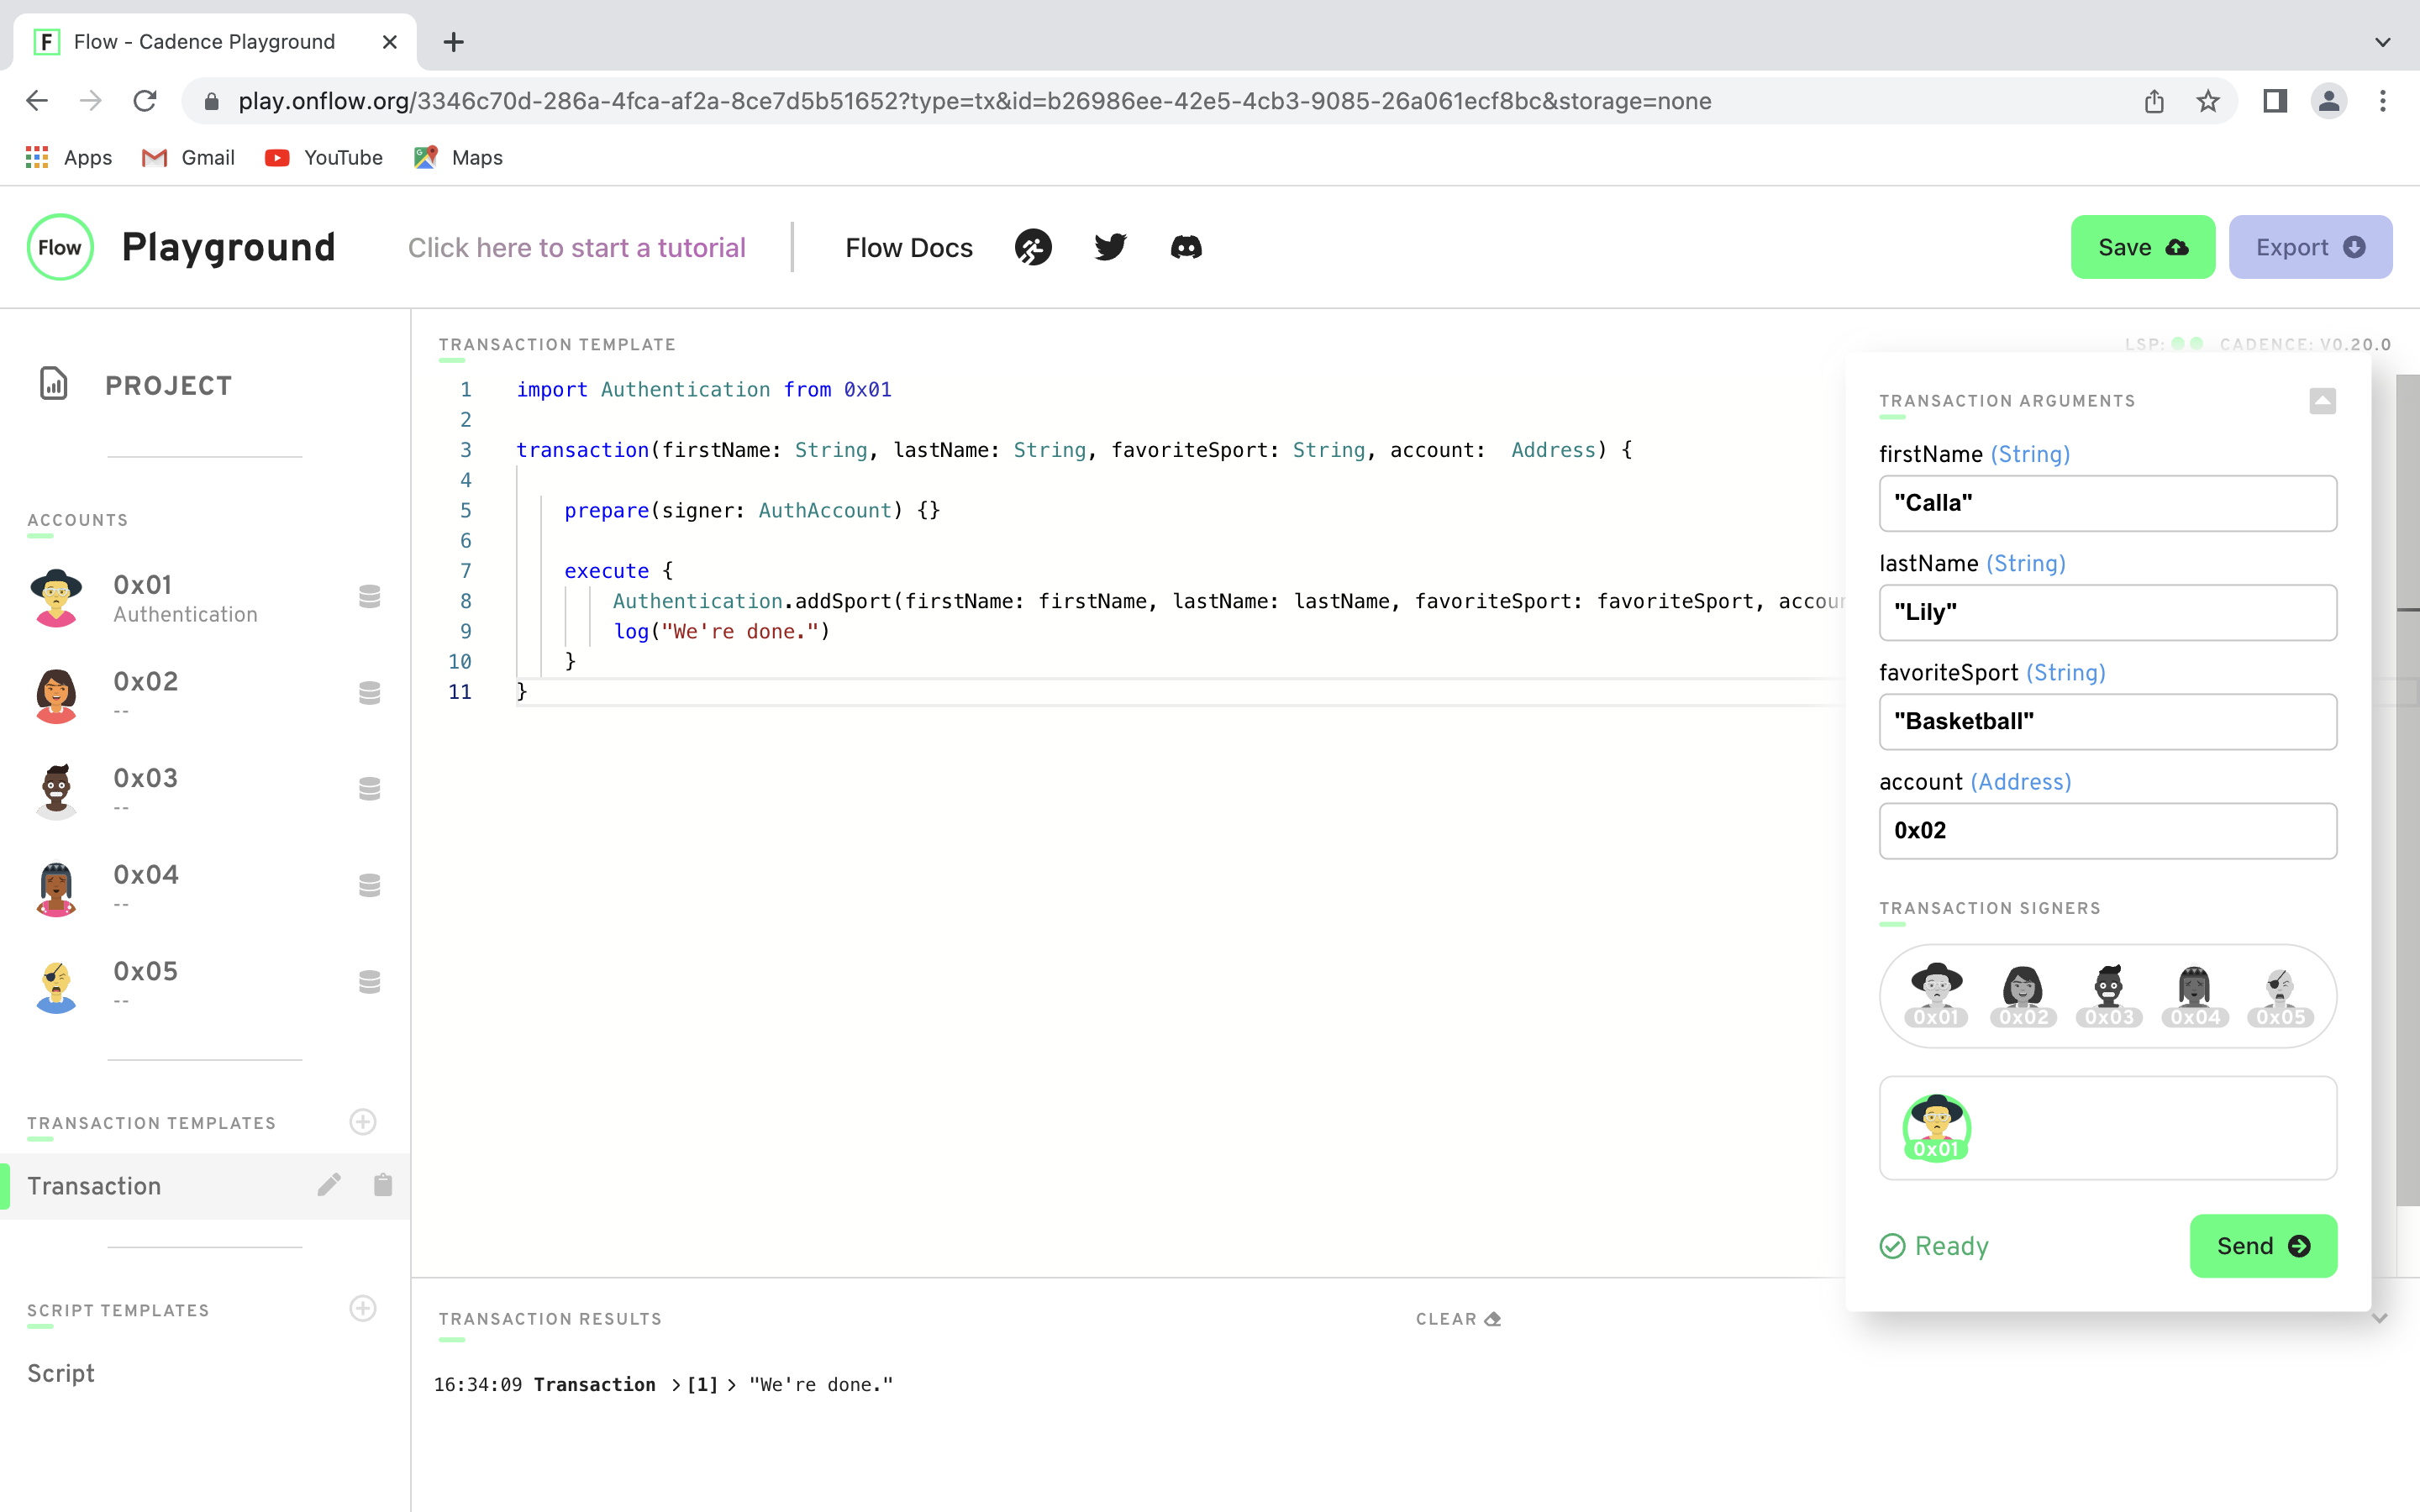 F Flow - Cadence Playground
play.onflow.org/3346c70d-286a-4fca-af2a-8ce7d5b51652?type=tx&id=b26986ee-42e5-4cb3-9085-26a061ecf8bc&storage=none
Apps Gmail YouTube Maps
Flow Playground Click here to start a tutorial Flow Docs Save Export
PROJECT
ACCOUNTS
0x01
Authentication
0x02
--
0x03
--
0x04
--
0x05
--
TRANSACTION TEMPLATES
Transaction
SCRIPT TEMPLATES
Script
TRANSACTION TEMPLATE
LSP: CADENCE: V0.20.0
1 import Authentication from 0x01
2
3 transaction(firstName: String, lastName: String, favoriteSport: String, account:  Address) {
4
5 prepare(signer: AuthAccount) {}
6
7 execute {
8 Authentication.addSport(firstName: firstName, lastName: lastName, favoriteSport: favoriteSport, accou
9 log("We're done.")
10 }
11 }
TRANSACTION ARGUMENTS
firstName (String)
"Calla"
lastName (String)
"Lily"
favoriteSport (String)
"Basketball"
account (Address)
0x02
TRANSACTION SIGNERS
0x01 0x02 0x03 0x04 0x05
0x01
Ready Send
TRANSACTION RESULTS CLEAR
16:34:09 Transaction > [1] > "We're done."